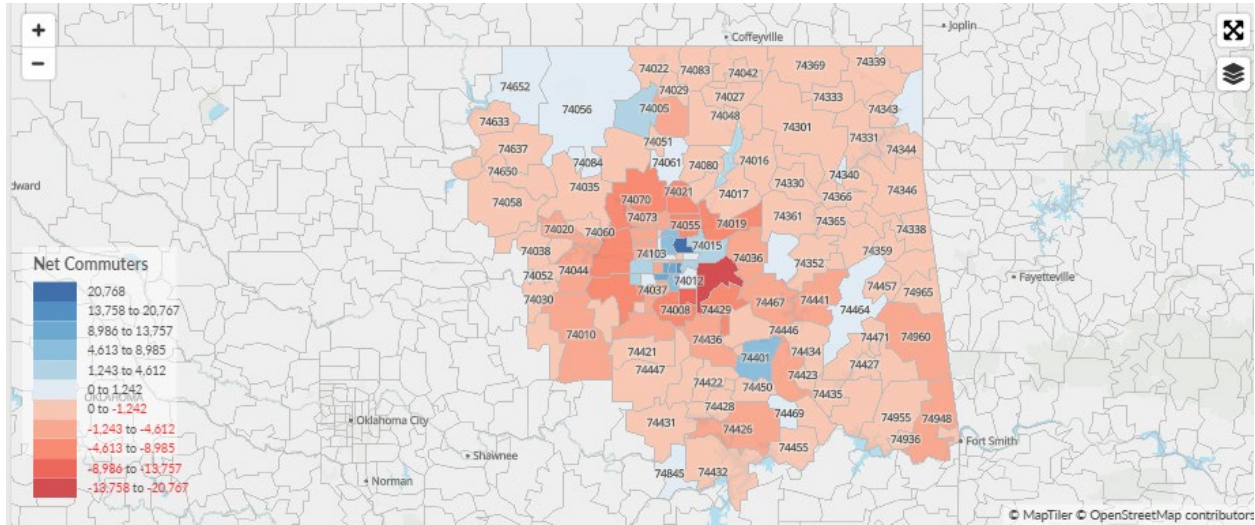 +
−
Joplin
Coffeyville
74022 74083 74042 74369 74339
74652
74029
74056 74005 74027 74333 74343
74633 74048 74301
74637 74051 74331 74344
74084 74061 74080 74016
74650 74340
74035 74021 74017 74330 74366 74346
dward
74058 74070
74073 74055 74019 74361 74365 74338
74020 74060
74038 74103 74015 74036 74352 74359
74052 74044 74012 74457 74965
74030 74037 74467 74441 74464
74008 74429
74010 74446 74471 74960
74436
74421 74434 74427
74447 74401
74422 74450 74423
74428 74435
74431 74469 74955 74948
74426 74936
74455
74845 74432
Fayetteville
Net Commuters
20,768
13,758 to 20,767
8,986 to 13,757
4,613 to 8,985
1,243 to 4,612
0 to 1,242
OKLAHOMA
0 to -1,242
-1,243 to -4,612
-4,613 to -8,985
-8,986 to -13,757
-13,758 to -20,767
Oklahoma City
Shawnee
Norman
Fort Smith
© MapTiler © OpenStreetMap contributors